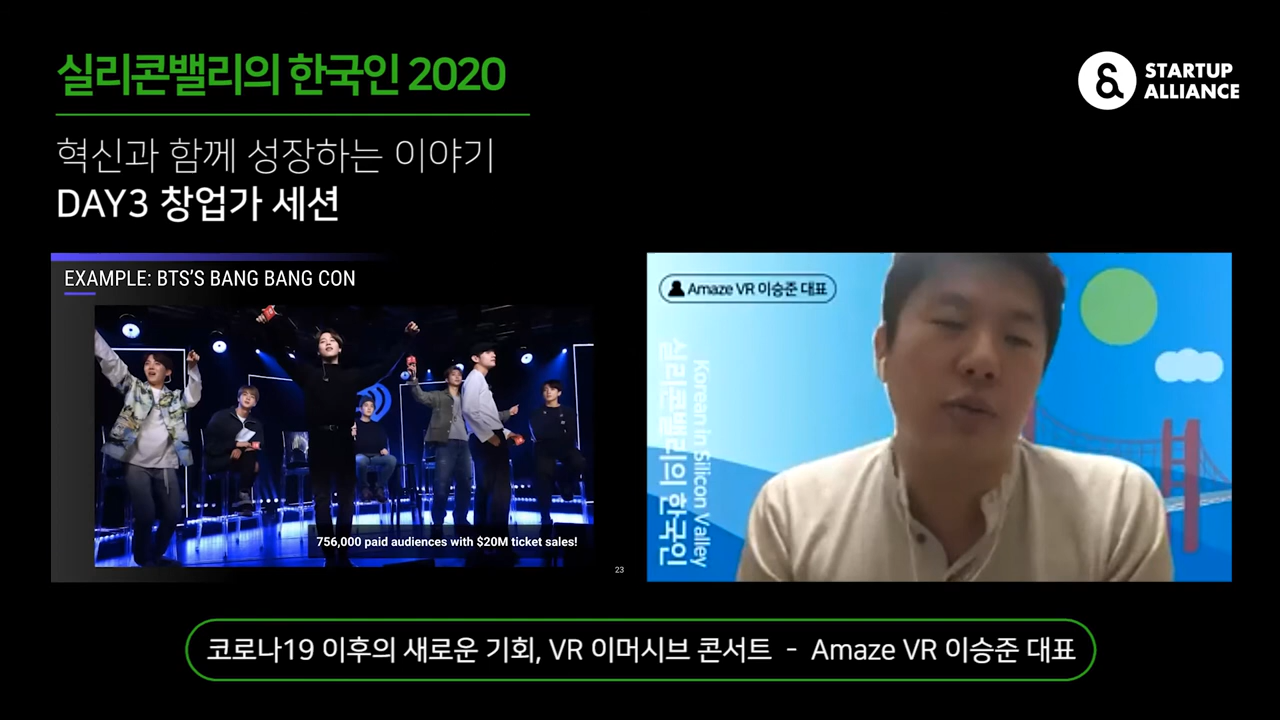 실리콘밸리의 한국인 2020
STARTUP
ALLIANCE
혁신과 함께 성장하는 이야기
DAY3 창업가 세션
EXAMPLE: BTS'S BANG BANG CON
756,000 paid audiences with $20M ticket sales!
23
Amaze VR 이승준 대표
Korean in Silicon Valley
실리콘밸리의 한국인
코로나19 이후의 새로운 기회, VR 이머시브 콘서트 - Amaze VR 이승준 대표